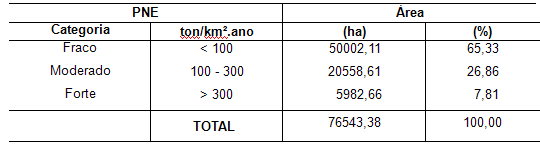 PNE Área
Categoria ton/km².ano (ha) (%)
Fraco < 100 50002,11 65,33
Moderado 100 - 300 20558,61 26,86
Forte > 300 5982,66 7,81
TOTAL 76543,38 100,00